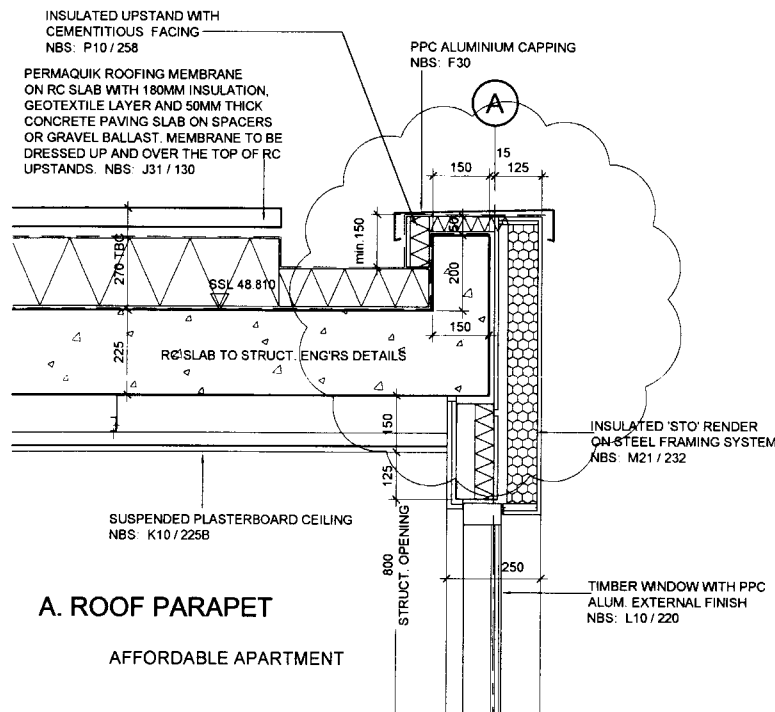 INSULATED UPSTAND WITH
CEMENTITIOUS FACING
NBS: P10 / 258
PPC ALUMINIUM CAPPING
NBS: F30
PERMAQUIK ROOFING MEMBRANE
ON RC SLAB WITH 180MM INSULATION,
GEOTEXTILE LAYER AND 50MM THICK
CONCRETE PAVING SLAB ON SPACERS
OR GRAVEL BALLAST. MEMBRANE TO BE
DRESSED UP AND OVER THE TOP OF RC
UPSTANDS. NBS: J31 / 130
A
15
150
125
min.150
50
270 TBC
200
SSL 48.810
150
225
RC SLAB TO STRUCT. ENG'RS DETAILS
150
INSULATED 'STO' RENDER
ON STEEL FRAMING SYSTEM
NBS: M21 / 232
125
SUSPENDED PLASTERBOARD CEILING
NBS: K10 / 225B
800
STRUCT. OPENING
250
TIMBER WINDOW WITH PPC
ALUM. EXTERNAL FINISH
NBS: L10 / 220
A. ROOF PARAPET
AFFORDABLE APARTMENT